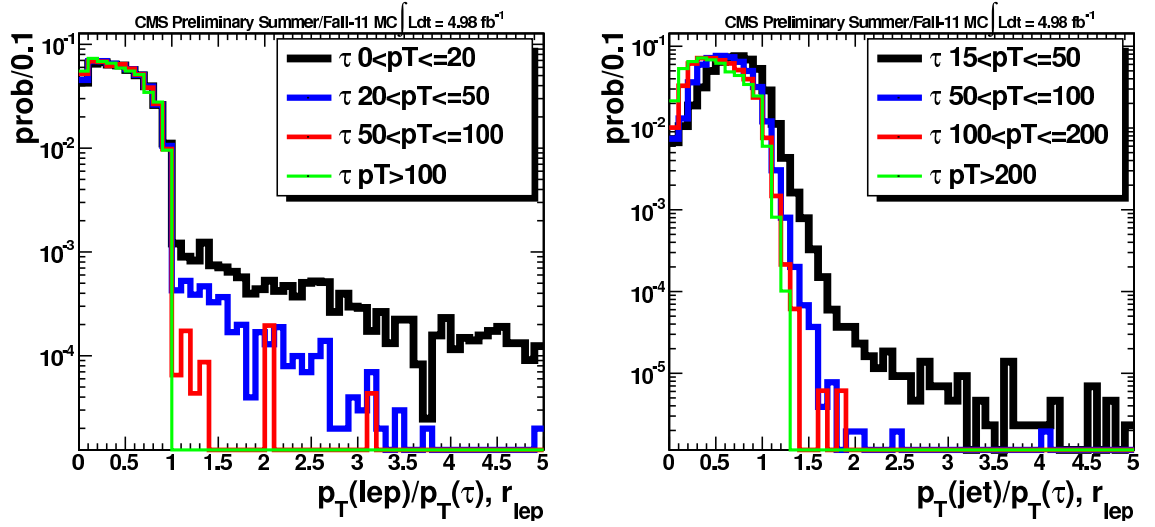 CMS Preliminary Summer/Fall-11 MC ∫ Ldt = 4.98 fb⁻¹
prob/0.1
10⁻¹
10⁻²
10⁻³
10⁻⁴
τ 0<pT<=20
τ 20<pT<=50
τ 50<pT<=100
τ pT>100
0 0.5 1 1.5 2 2.5 3 3.5 4 4.5 5
p_T(lep)/p_T(τ), r_lep
CMS Preliminary Summer/Fall-11 MC ∫ Ldt = 4.98 fb⁻¹
prob/0.1
10⁻¹
10⁻²
10⁻³
10⁻⁴
10⁻⁵
τ 15<pT<=50
τ 50<pT<=100
τ 100<pT<=200
τ pT>200
0 0.5 1 1.5 2 2.5 3 3.5 4 4.5 5
p_T(jet)/p_T(τ), r_lep